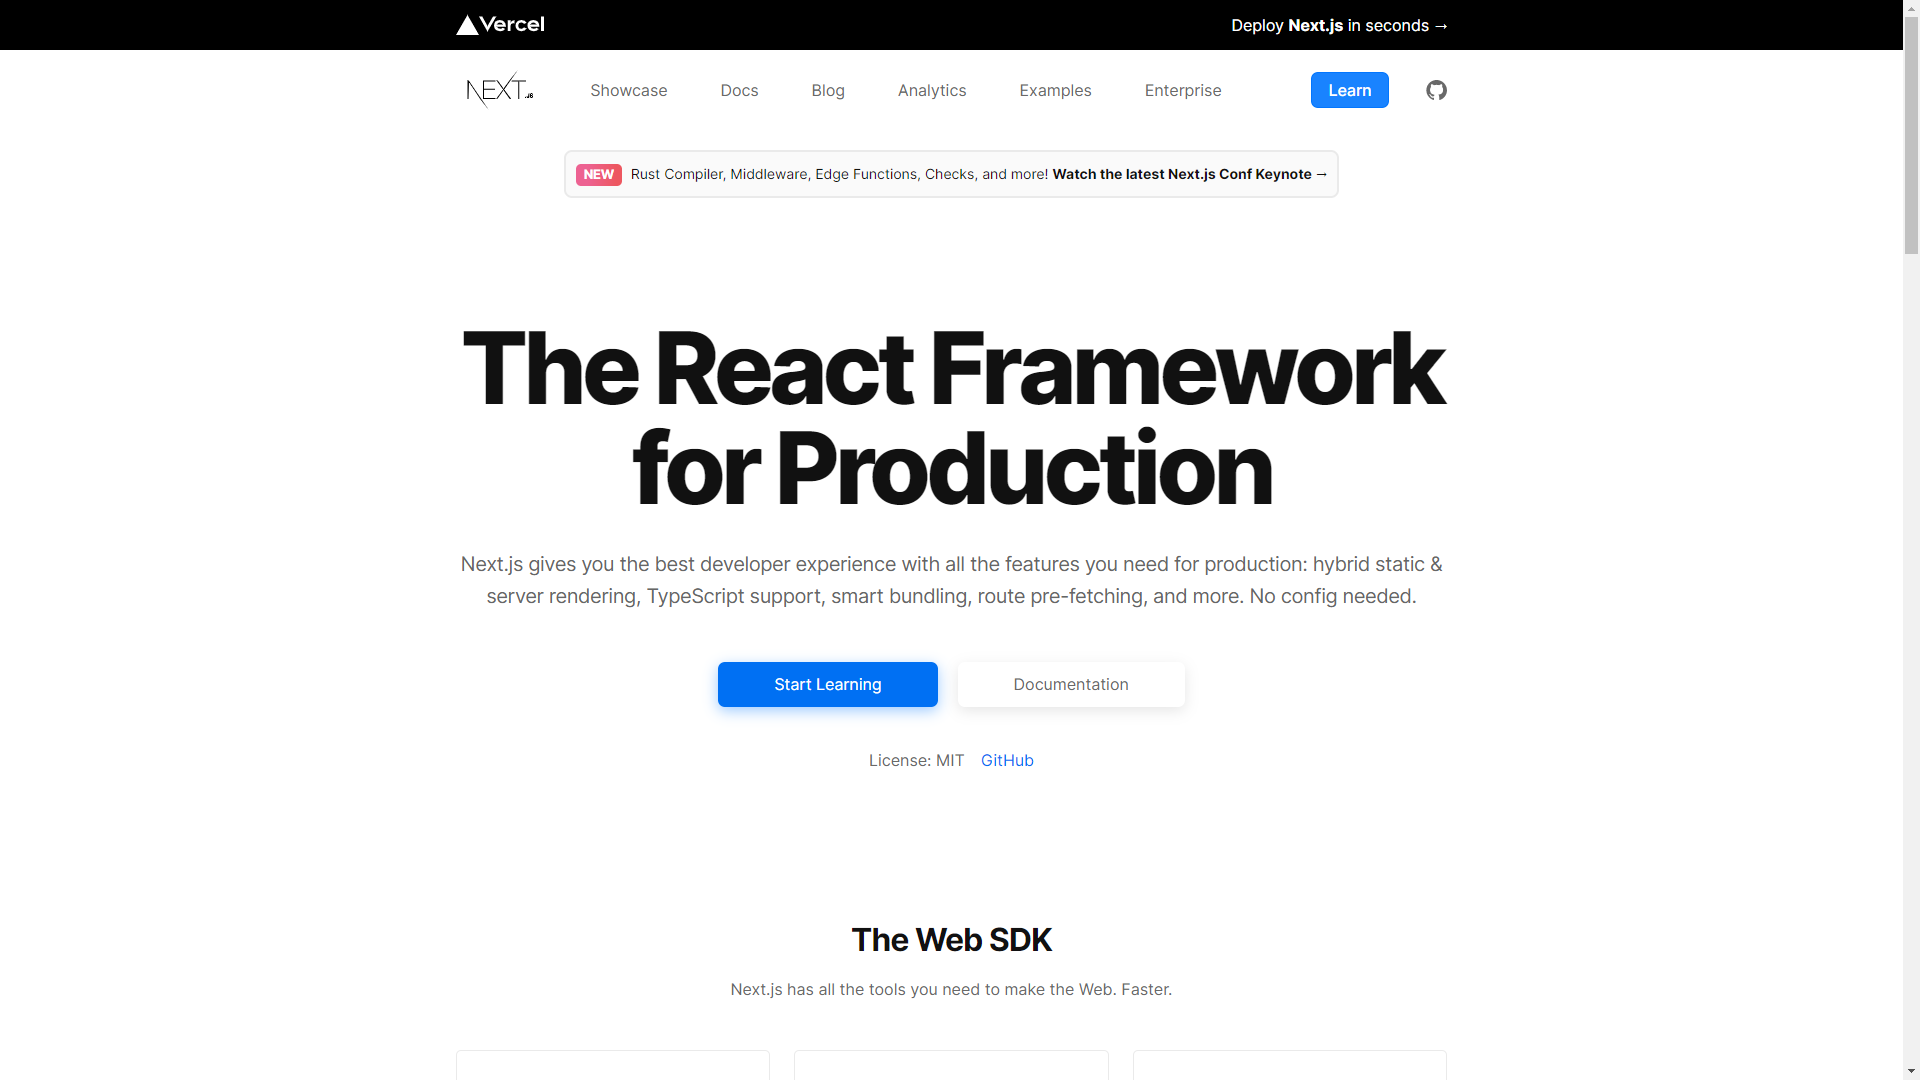 Vercel
Deploy Next.js in seconds →
NEXT.JS
Showcase
Docs
Blog
Analytics
Examples
Enterprise
Learn
NEW Rust Compiler, Middleware, Edge Functions, Checks, and more! Watch the latest Next.js Conf Keynote →
The React Framework
for Production
Next.js gives you the best developer experience with all the features you need for production: hybrid static &
server rendering, TypeScript support, smart bundling, route pre-fetching, and more. No config needed.
Start Learning
Documentation
License: MIT GitHub
The Web SDK
Next.js has all the tools you need to make the Web. Faster.